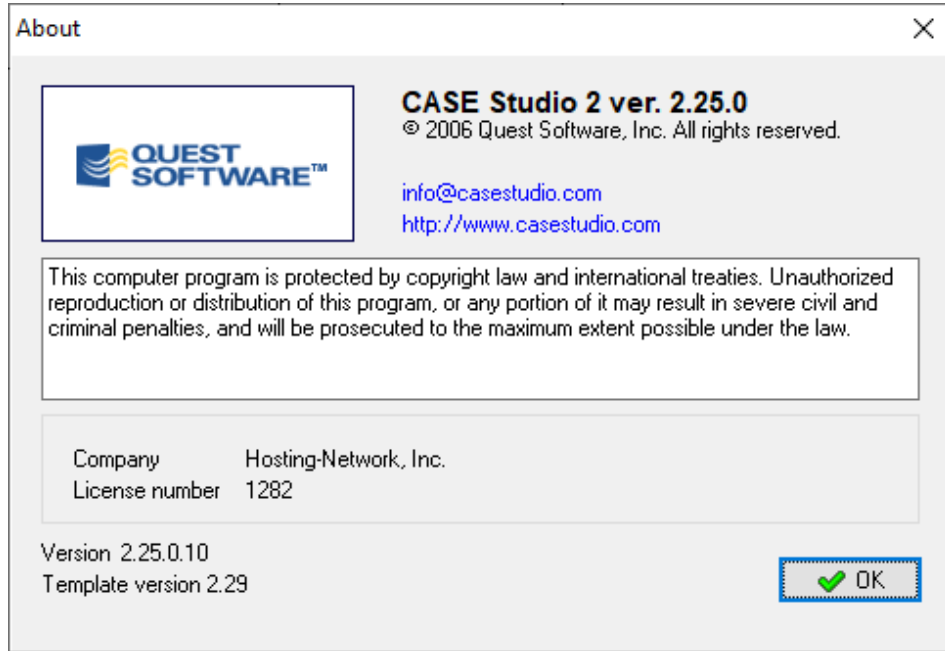 About
QUEST
SOFTWARE™
CASE Studio 2 ver. 2.25.0
© 2006 Quest Software, Inc. All rights reserved.
info@casestudio.com
http://www.casestudio.com
This computer program is protected by copyright law and international treaties. Unauthorized
reproduction or distribution of this program, or any portion of it may result in severe civil and
criminal penalties, and will be prosecuted to the maximum extent possible under the law.
Company Hosting-Network, Inc.
License number 1282
Version 2.25.0.10
Template version 2.29
OK